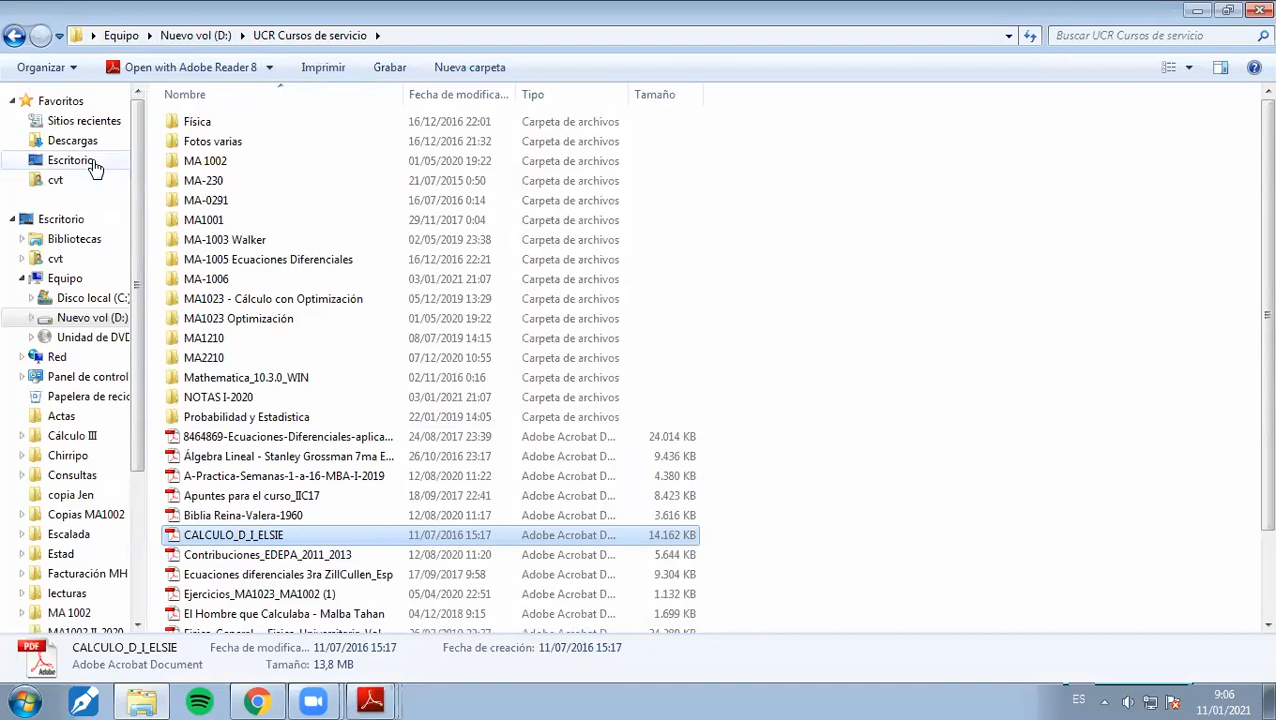 Equipo ▸ Nuevo vol (D:) ▸ UCR Cursos de servicio ▸
Buscar UCR Cursos de servicio
Organizar Open with Adobe Reader 8 Imprimir Grabar Nueva carpeta
Favoritos
Sitios recientes
Descargas
Escritorio
cvt
Escritorio
Bibliotecas
cvt
Equipo
Disco local (C:
Nuevo vol (D:)
Unidad de DVD
Red
Panel de control
Papelera de reci
Actas
Cálculo III
Chirripo
Consultas
copia Jen
Copias MA1002
Escalada
Estad
Facturación MH
lecturas
MA 1002
MA1002 II-2020
Nombre Fecha de modifica... Tipo Tamaño
Física 16/12/2016 22:01 Carpeta de archivos
Fotos varias 16/12/2016 21:32 Carpeta de archivos
MA 1002 01/05/2020 19:22 Carpeta de archivos
MA-230 21/07/2015 0:50 Carpeta de archivos
MA-0291 16/07/2016 0:14 Carpeta de archivos
MA1001 29/11/2017 0:04 Carpeta de archivos
MA-1003 Walker 02/05/2019 23:38 Carpeta de archivos
MA-1005 Ecuaciones Diferenciales 16/12/2016 22:21 Carpeta de archivos
MA-1006 03/01/2021 21:07 Carpeta de archivos
MA1023 - Cálculo con Optimización 05/12/2019 13:29 Carpeta de archivos
MA1023 Optimización 01/05/2020 19:22 Carpeta de archivos
MA1210 08/07/2019 14:15 Carpeta de archivos
MA2210 07/12/2020 10:55 Carpeta de archivos
Mathematica_10.3.0_WIN 02/11/2016 0:16 Carpeta de archivos
NOTAS I-2020 03/01/2021 21:07 Carpeta de archivos
Probabilidad y Estadistica 22/01/2019 14:05 Carpeta de archivos
8464869-Ecuaciones-Diferenciales-aplica... 24/08/2017 23:39 Adobe Acrobat D... 24.014 KB
Álgebra Lineal - Stanley Grossman 7ma E... 26/10/2016 23:17 Adobe Acrobat D... 9.436 KB
A-Practica-Semanas-1-a-16-MBA-I-2019 12/08/2020 11:22 Adobe Acrobat D... 4.380 KB
Apuntes para el curso_IIC17 18/09/2017 22:41 Adobe Acrobat D... 8.423 KB
Biblia Reina-Valera-1960 12/08/2020 11:17 Adobe Acrobat D... 3.616 KB
CALCULO_D_I_ELSIE 11/07/2016 15:17 Adobe Acrobat D... 14.162 KB
Contribuciones_EDEPA_2011_2013 12/08/2020 11:20 Adobe Acrobat D... 5.644 KB
Ecuaciones diferenciales 3ra ZillCullen_Esp 17/09/2017 9:58 Adobe Acrobat D... 9.304 KB
Ejercicios_MA1023_MA1002 (1) 05/04/2020 22:51 Adobe Acrobat D... 1.132 KB
El Hombre que Calculaba - Malba Tahan 04/12/2018 9:15 Adobe Acrobat D... 1.699 KB
CALCULO_D_I_ELSIE Fecha de modifica... 11/07/2016 15:17 Fecha de creación: 11/07/2016 15:17
Adobe Acrobat Document Tamaño: 13,8 MB
PDF
Adobe
ES
9:06
11/01/2021